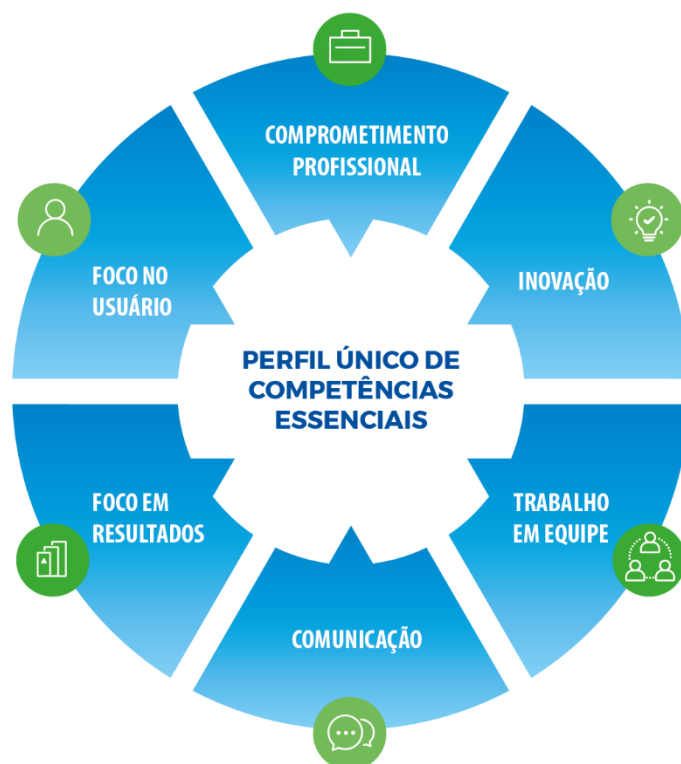 COMPROMETIMENTO
PROFISSIONAL
FOCO NO
USUÁRIO
INOVAÇÃO
PERFIL ÚNICO DE
COMPETÊNCIAS
ESSENCIAIS
FOCO EM
RESULTADOS
TRABALHO
EM EQUIPE
COMUNICAÇÃO